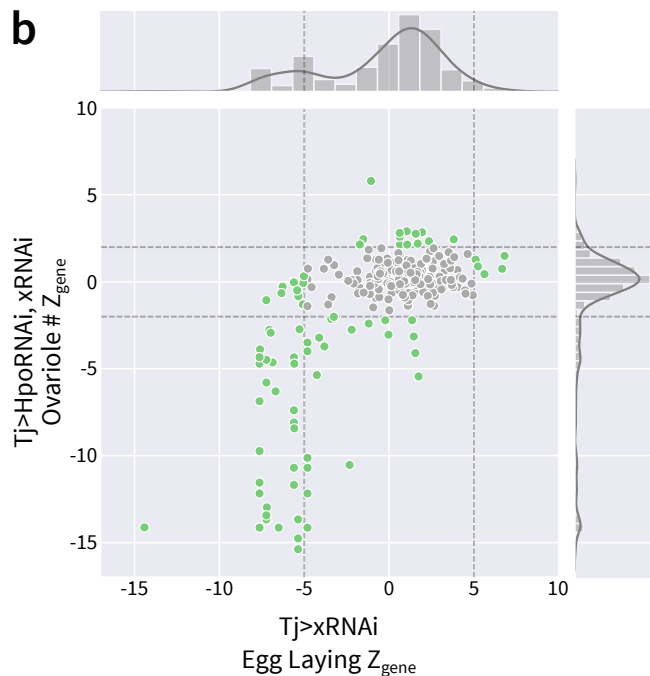 b
10
5
0
-5
-10
-15
Tj>HpoRNAi, xRNAi
Ovariole # Zgene
-15 -10 -5 0 5 10
Tj>xRNAi
Egg Laying Zgene